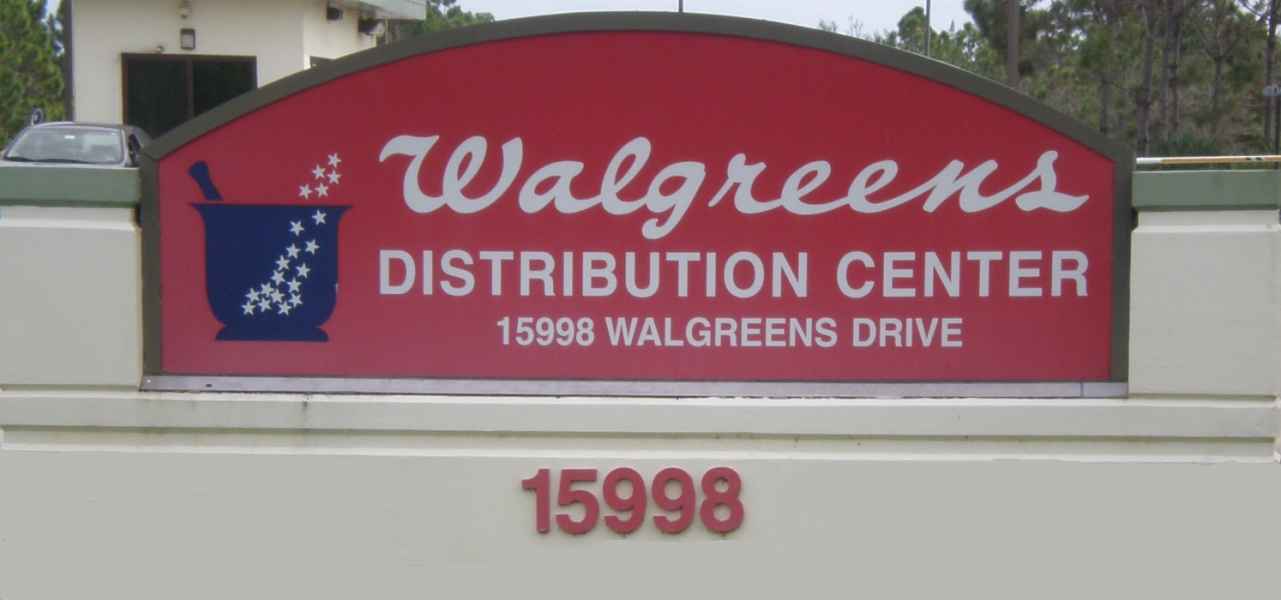 Walgreens
DISTRIBUTION CENTER
15998 WALGREENS DRIVE
15998